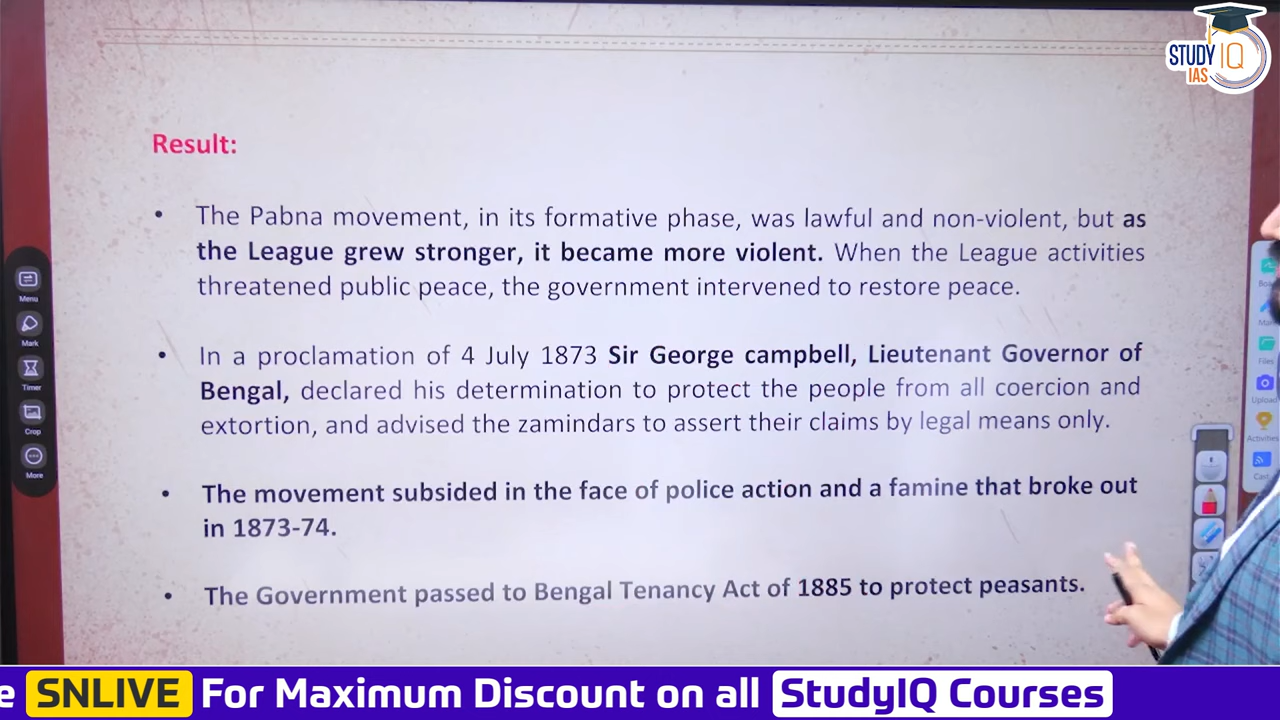 STUDY IQ
IAS
Result:
• The Pabna movement, in its formative phase, was lawful and non-violent, but as
the League grew stronger, it became more violent. When the League activities
threatened public peace, the government intervened to restore peace.
• In a proclamation of 4 July 1873 Sir George campbell, Lieutenant Governor of
Bengal, declared his determination to protect the people from all coercion and
extortion, and advised the zamindars to assert their claims by legal means only.
• The movement subsided in the face of police action and a famine that broke out
in 1873-74.
• The Government passed to Bengal Tenancy Act of 1885 to protect peasants.
Menu
Mark
Timer
Crop
More
Files
Upload
Activities
Cast
e SNLIVE For Maximum Discount on all StudyIQ Courses